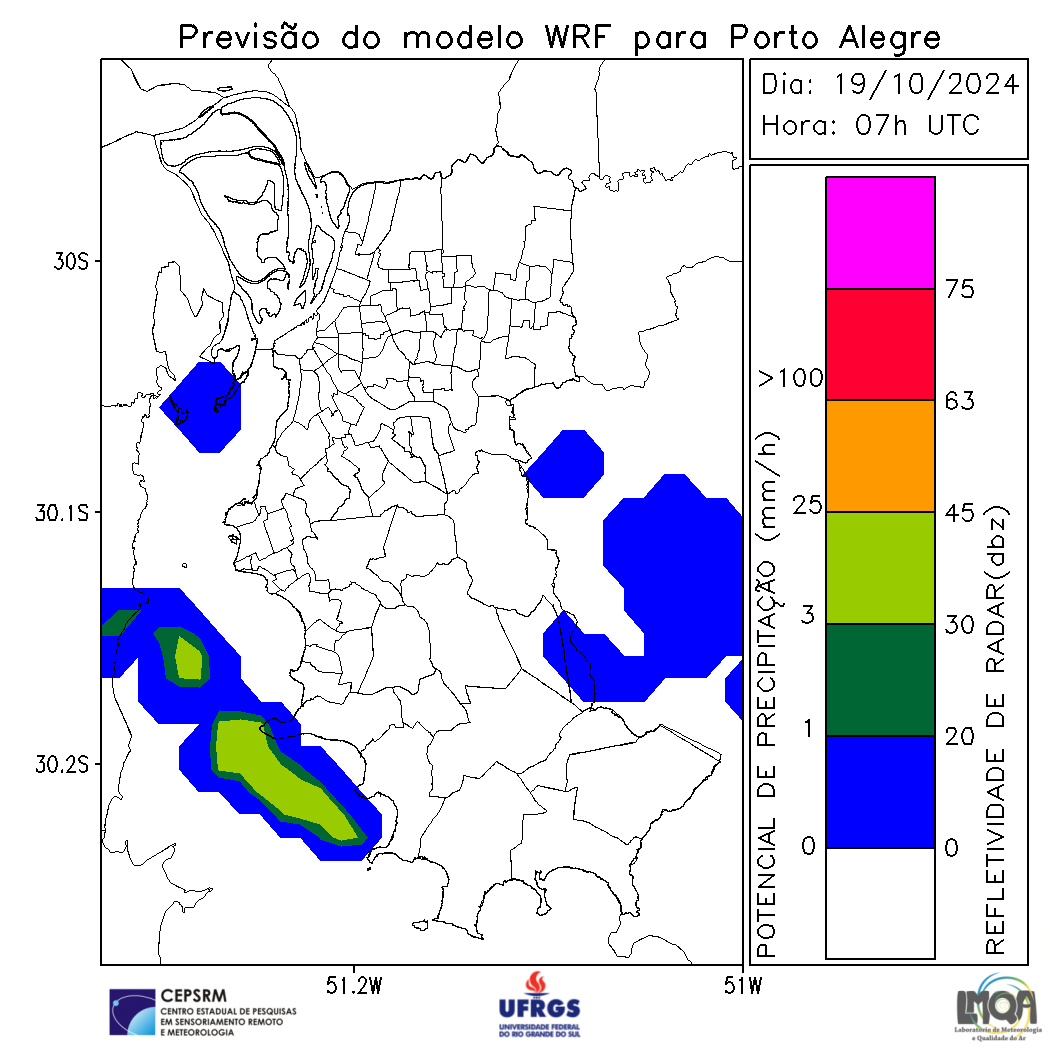 Previsão do modelo WRF para Porto Alegre
Dia: 19/10/2024
Hora: 07h UTC
30S
30.1S
30.2S
51.2W
51W
POTENCIAL DE PRECIPITAÇÃO (mm/h)
>100
25
3
1
0
75
63
45
30
20
0
REFLETIVIDADE DE RADAR(dbz)
CEPSRM
CENTRO ESTADUAL DE PESQUISAS
EM SENSORIAMENTO REMOTO
E METEOROLOGIA
UFRGS
UNIVERSIDADE FEDERAL
DO RIO GRANDE DO SUL
LMQA
Laboratório de Meteorologia
e Qualidade do Ar